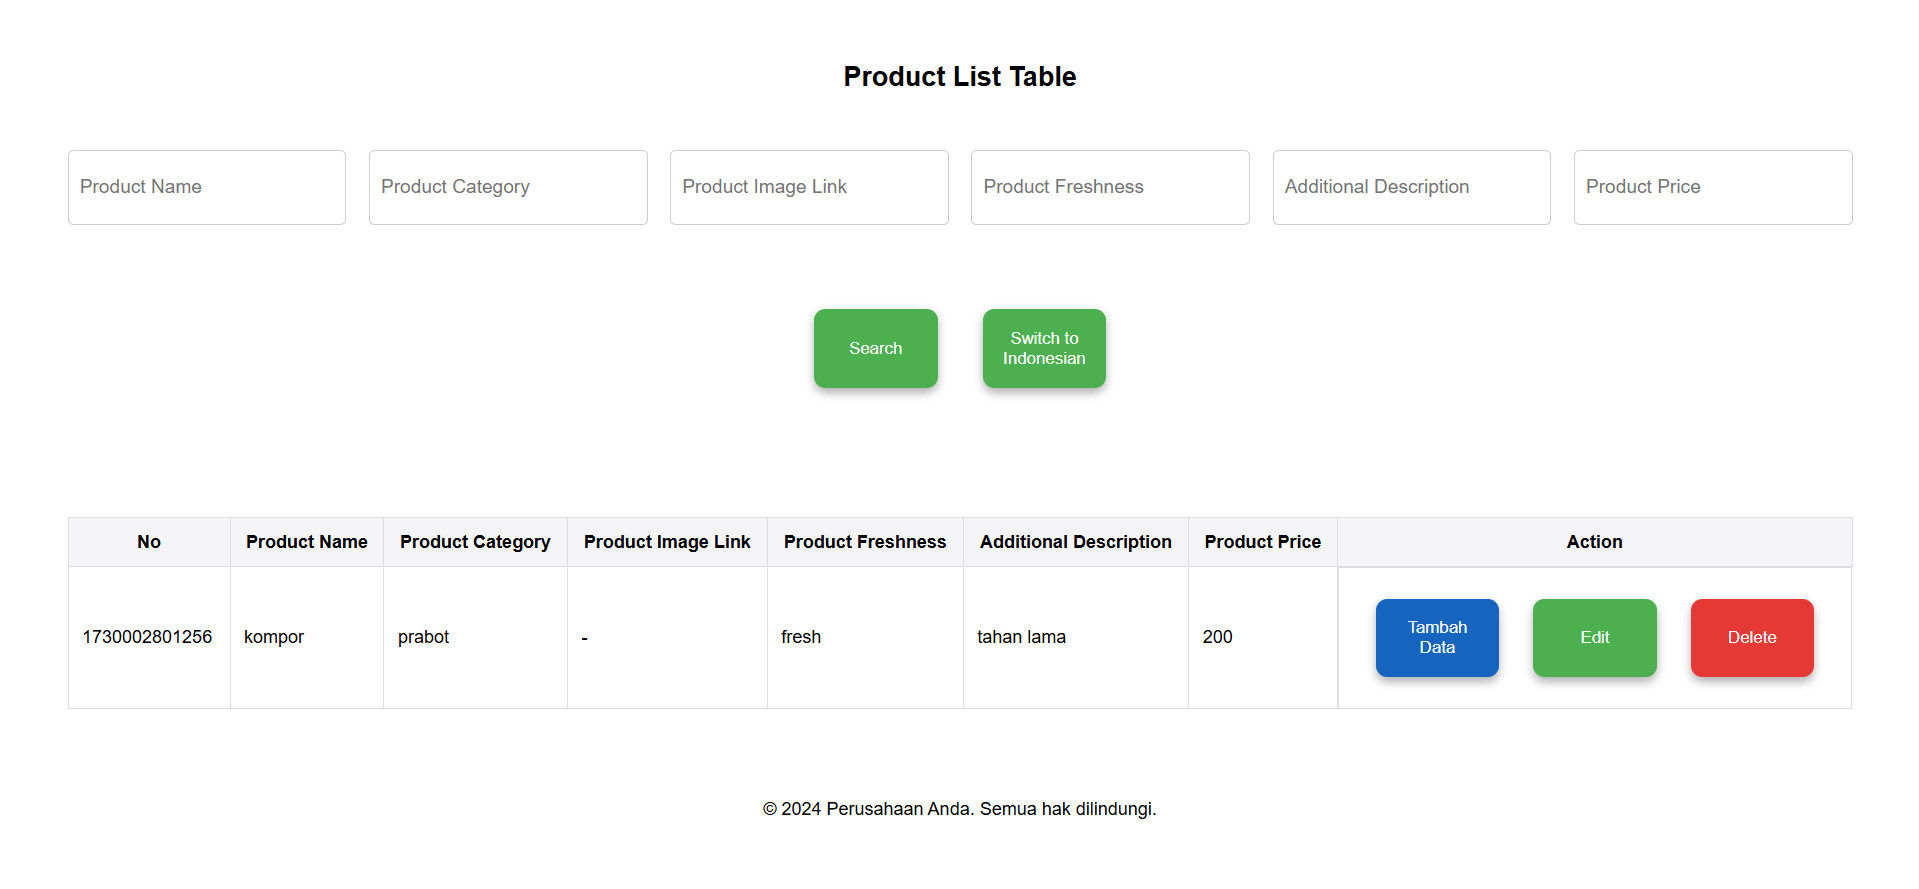 Product List Table
Product Name
Product Category
Product Image Link
Product Freshness
Additional Description
Product Price
Search
Switch to
Indonesian
No Product Name Product Category Product Image Link Product Freshness Additional Description Product Price Action
1730002801256 kompor prabot - fresh tahan lama 200
Tambah
Data
Edit
Delete
© 2024 Perusahaan Anda. Semua hak dilindungi.